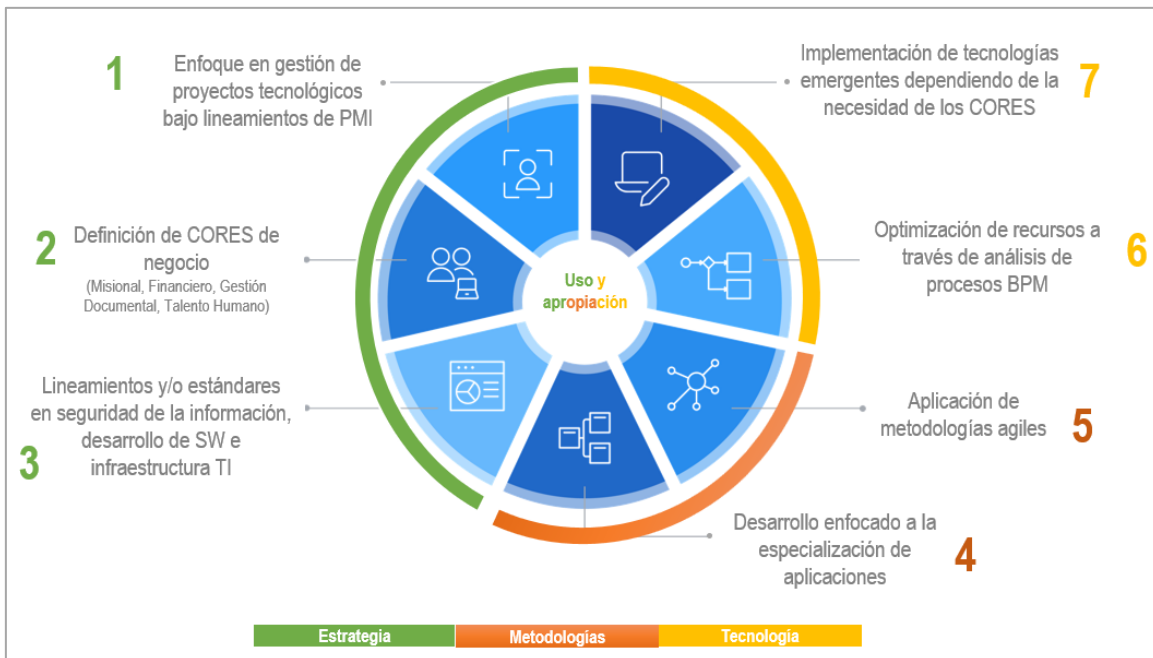 1
Enfoque en gestión de
proyectos tecnológicos
bajo lineamientos de PMI
2
Definición de CORES de
negocio
(Misional, Financiero, Gestión
Documental, Talento Humano)
3
Lineamientos y/o estándares
en seguridad de la información,
desarrollo de SW e
infraestructura TI
Uso y
apropiación
7
Implementación de tecnologías
emergentes dependiendo de la
necesidad de los CORES
6
Optimización de recursos a
través de análisis de
procesos BPM
5
Aplicación de
metodologías agiles
4
Desarrollo enfocado a la
especialización de
aplicaciones
Estrategia
Metodologías
Tecnología